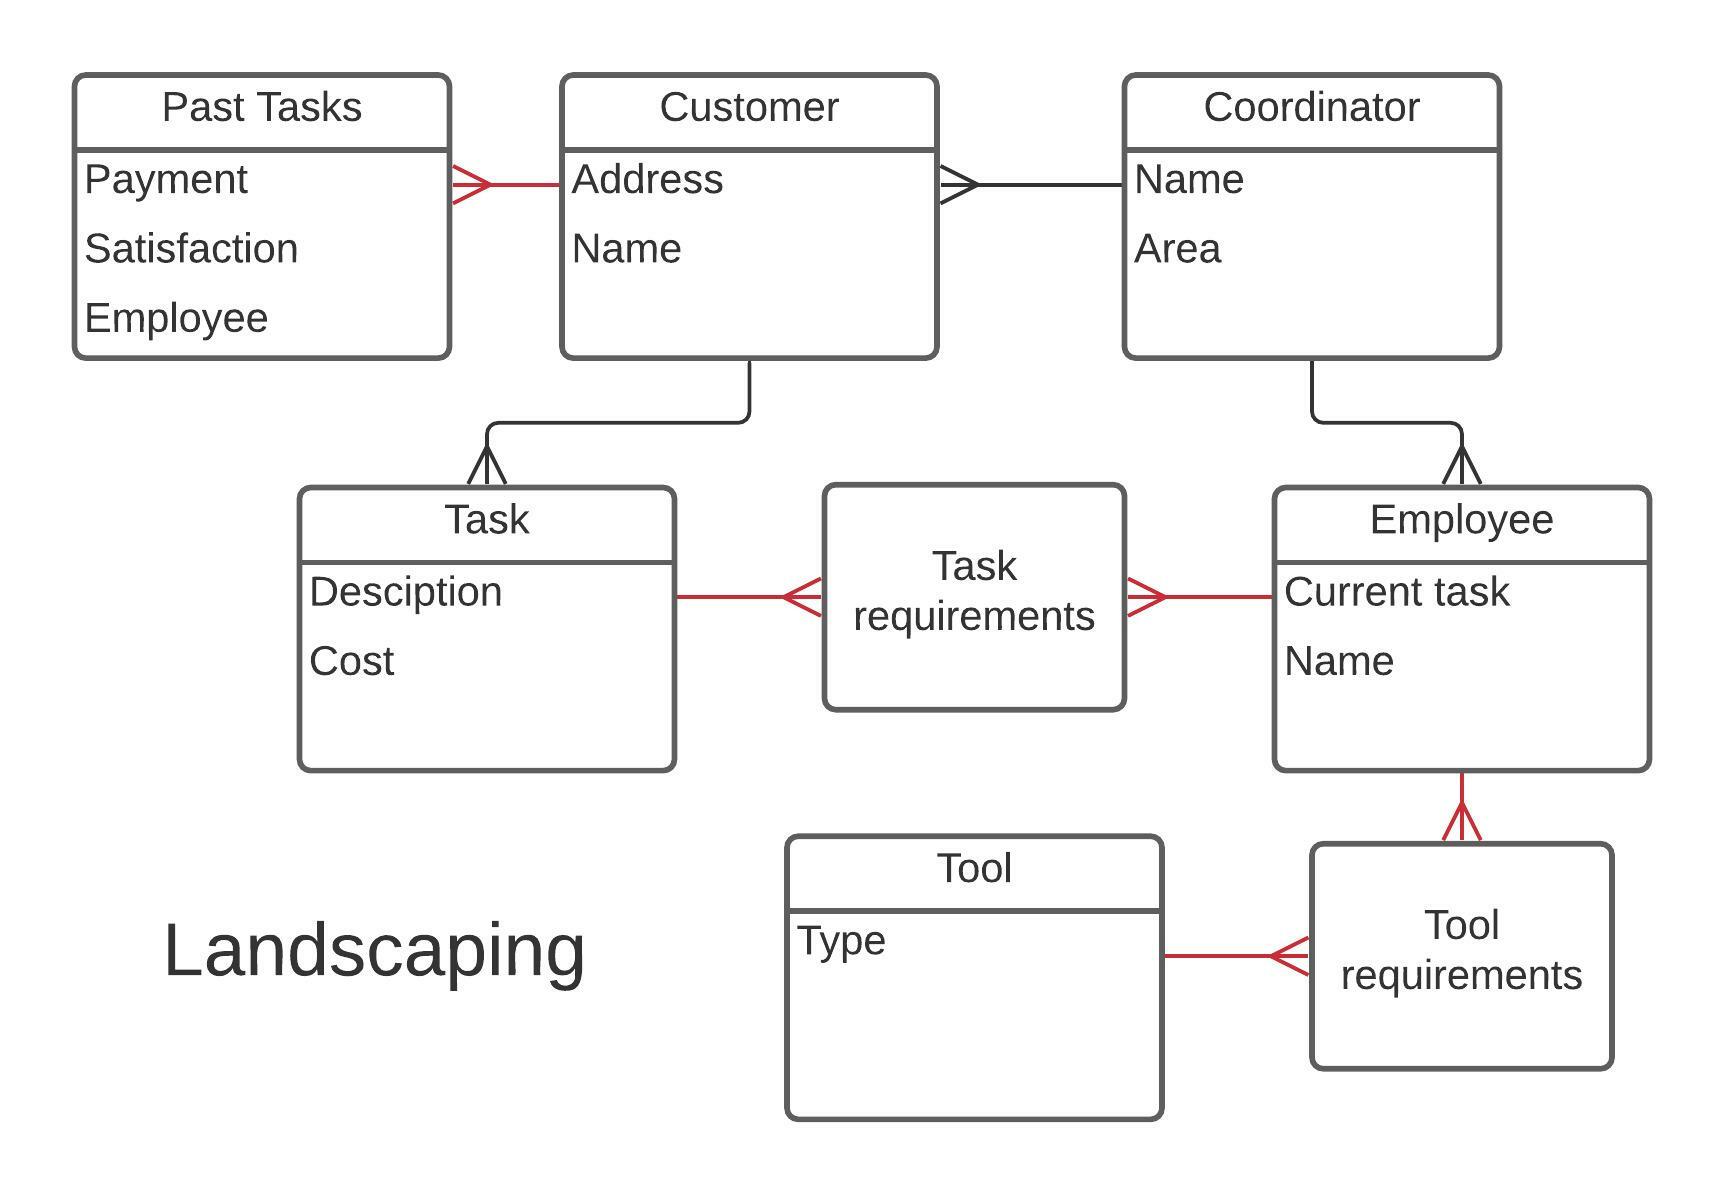 Past Tasks
Payment
Satisfaction
Employee
Customer
Address
Name
Coordinator
Name
Area
Task
Desciption
Cost
Task
requirements
Employee
Current task
Name
Tool
Type
Tool
requirements
Landscaping